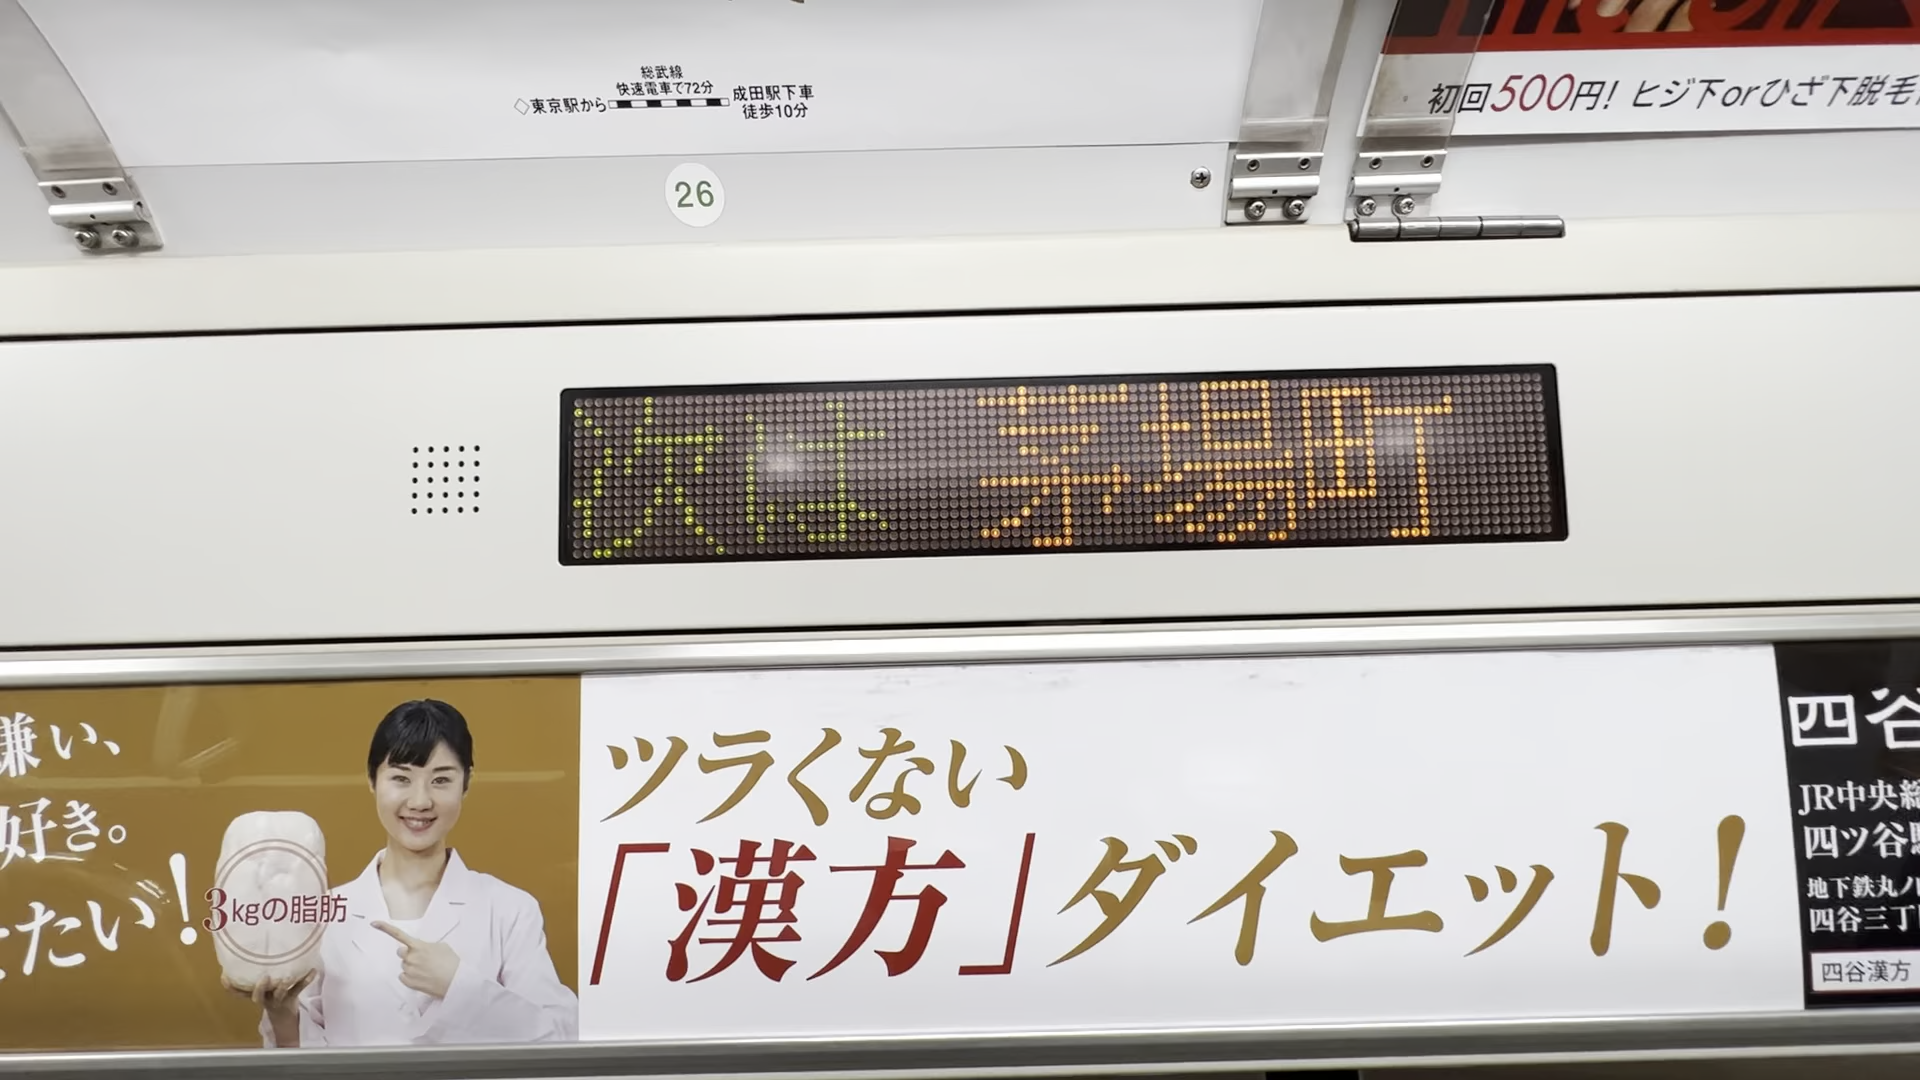 総武線
快速電車で72分
◇東京駅から
成田駅下車
徒歩10分
初回500円! ヒジ下orひざ下脱毛
26
次は 茅場町
嫌い、
好き。
たい!
3kgの脂肪
ツラくない
「漢方」ダイエット!
四谷
JR中央総
四ツ谷
地下鉄丸ノ
四谷三丁
四谷漢方